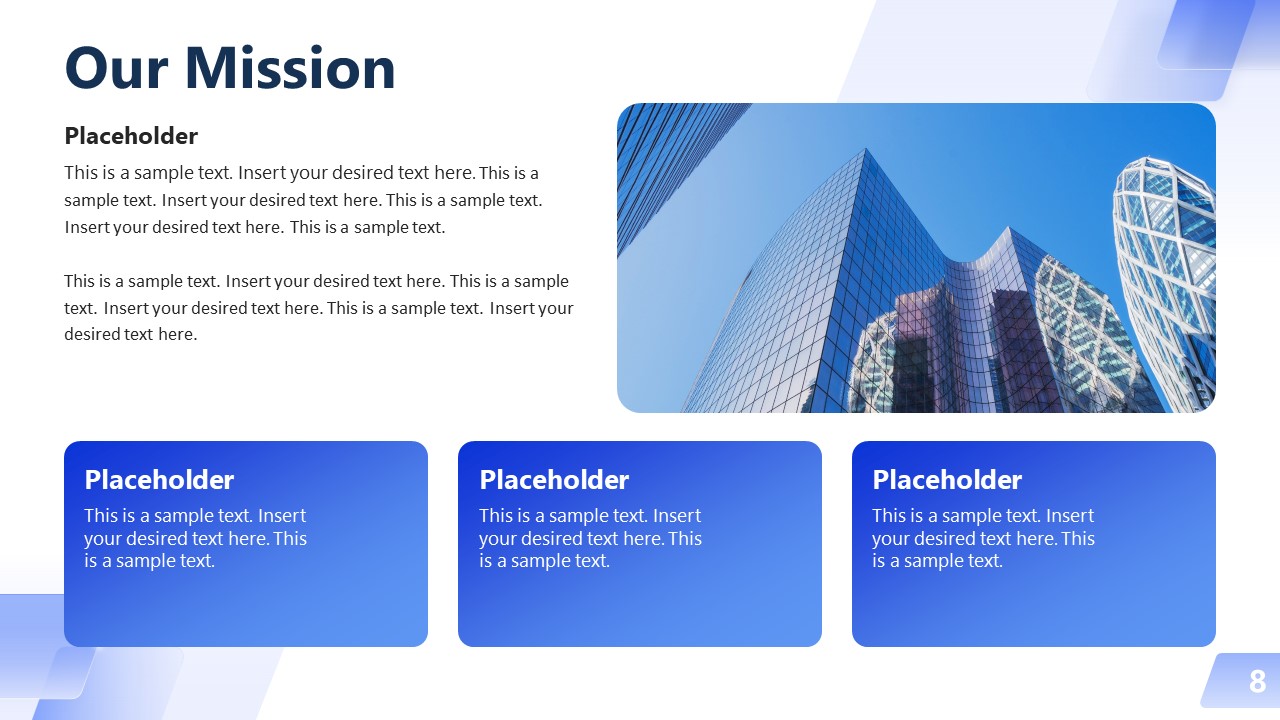 Our Mission
Placeholder
This is a sample text. Insert your desired text here. This is a
sample text. Insert your desired text here. This is a sample text.
Insert your desired text here. This is a sample text.
This is a sample text. Insert your desired text here. This is a sample
text. Insert your desired text here. This is a sample text. Insert your
desired text here.
Placeholder
This is a sample text. Insert
your desired text here. This
is a sample text.
Placeholder
This is a sample text. Insert
your desired text here. This
is a sample text.
Placeholder
This is a sample text. Insert
your desired text here. This
is a sample text.
8